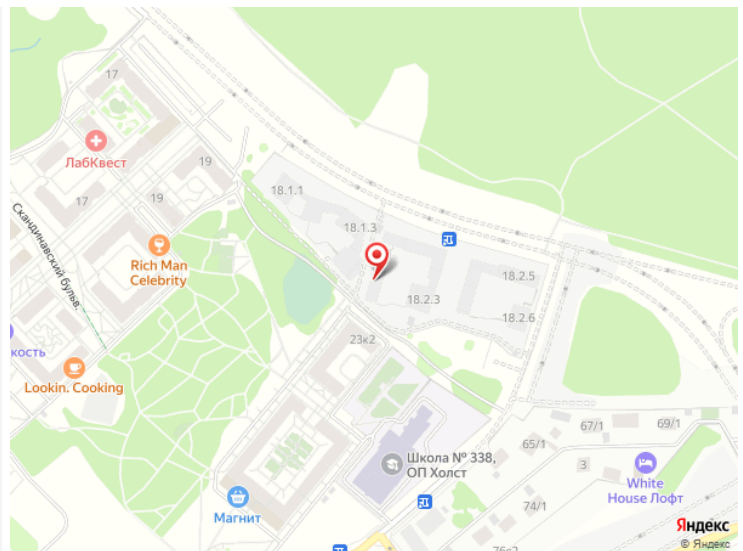 17
ЛабКвест
17
19
19
Скандинавский бульв.
Rich Man
Celebrity
кость
Lookin. Cooking
18.1.1
18.1.3
18.2.5
18.2.3
18.2.6
23к2
Школа № 338,
ОП Холст
Магнит
65/1
67/1
69/1
3
White
House Лофт
74/1
76с2
Яндекс
© Яндекс